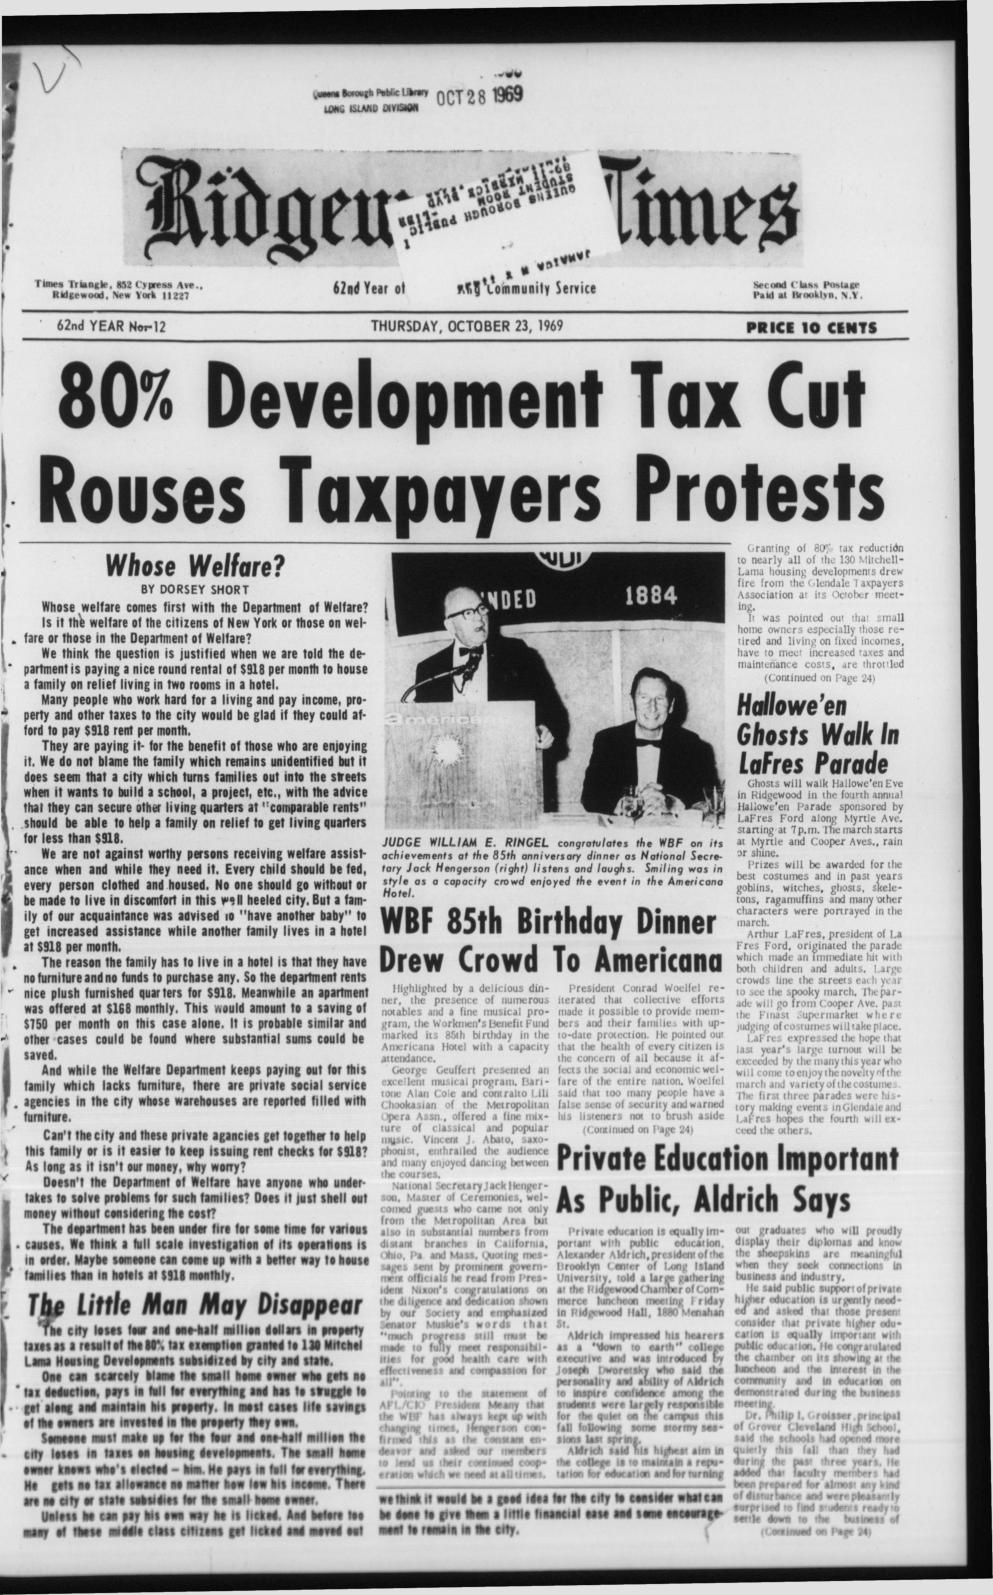 Queens Borough Public Library
LONG ISLAND DIVISION
OCT 28 1969
Times
Times Triangle, 852 Cypress Ave.,
Ridgewood, New York 11227
62nd Year of
Community Service
Second Class Postage
Paid at Brooklyn, N.Y.
62nd YEAR No. 12
THURSDAY, OCTOBER 23, 1969
PRICE 10 CENTS
80% Development Tax Cut
Rouses Taxpayers Protests
Whose Welfare?
BY DORSEY SHORT
Whose welfare comes first with the Department of Welfare?
Is it the welfare of the citizens of New York or those on wel-
fare or those in the Department of Welfare?
We think the question is justified when we are told the de-
partment is paying a nice round rental of $918 per month to house
a family on relief living in two rooms in a hotel.
Many people who work hard for a living and pay income, pro-
perty and other taxes to the city would be glad if they could af-
ford to pay $918 rent per month.
They are paying it- for the benefit of those who are enjoying
it. We do not blame the family which remains unidentified but it
does seem that a city which turns families out into the streets
when it wants to build a school, a project, etc., with the advice
that they can secure other living quarters at "comparable rents"
should be able to help a family on relief to get living quarters
for less than $918.
We are not against worthy persons receiving welfare assist-
ance when and while they need it. Every child should be fed,
every person clothed and housed. No one should go without or
be made to live in discomfort in this well heeled city. But a fam-
ily of our acquaintance was advised to "have another baby" to
get increased assistance while another family lives in a hotel
at $918 per month.
The reason the family has to live in a hotel is that they have
no furniture and no funds to purchase any. So the department rents
nice plush furnished quarters for $918. Meanwhile an apartment
was offered at $168 monthly. This would amount to a saving of
$750 per month on this case alone. It is probable similar and
other cases could be found where substantial sums could be
saved.
And while the Welfare Department keeps paying out for this
family which lacks furniture, there are private social service
agencies in the city whose warehouses are reported filled with
furniture.
Can't the city and these private agancies get together to help
this family or is it easier to keep issuing rent checks for $918?
As long as it isn't our money, why worry?
Doesn't the Department of Welfare have anyone who under-
takes to solve problems for such families? Does it just shell out
money without considering the cost?
The department has been under fire for some time for various
causes. We think a full scale investigation of its operations is
in order. Maybe someone can come up with a better way to house
families than in hotels at $918 monthly.
The Little Man May Disappear
The city loses four and one-half million dollars in property
taxes as a result of the 80% tax exemption granted to 130 Mitchel
Lama Housing Developments subsidized by city and state.
One can scarcely blame the small home owner who gets no
tax deduction, pays in full for everything and has to struggle to
get along and maintain his property. In most cases life savings
of the owners are invested in the property they own.
Someone must make up for the four and one-half million the
city loses in taxes on housing developments. The small home
owner knows who's elected – him. He pays in full for everything.
He gets no tax allowance no matter how low his income. There
are no city or state subsidies for the small home owner.
Unless he can pay his own way he is licked. And before too
many of these middle class citizens get licked and moved out
we think it would be a good idea for the city to consider what can
be done to give them a little financial ease and some encourage-
ment to remain in the city.
NDED 1884
americana
JUDGE WILLIAM E. RINGEL congratulates the WBF on its
achievements at the 85th anniversary dinner as National Secre-
tary Jack Hengerson (right) listens and laughs. Smiling was in
style as a capacity crowd enjoyed the event in the Americana
Hotel.
WBF 85th Birthday Dinner
Drew Crowd To Americana
Highlighted by a delicious din-
ner, the presence of numerous
notables and a fine musical pro-
gram, the Workmen's Benefit Fund
marked its 85th birthday in the
Americana Hotel with a capacity
attendance.
George Geuffert presented an
excellent musical program. Bari-
tone Alan Cole and contralto Lili
Chookasian of the Metropolitan
Opera Assn., offered a fine mix-
ture of classical and popular
music. Vincent J. Abato, saxo-
phonist, enthralled the audience
and many enjoyed dancing between
the courses.
National Secretary Jack Henger-
son, Master of Ceremonies, wel-
comed guests who came not only
from the Metropolitan Area but
also in substantial numbers from
distant branches in California,
Ohio, Pa. and Mass. Quoting mes-
sages sent by prominent govern-
ment officials he read from Pres-
ident Nixon's congratulations on
the diligence and dedication shown
by our Society and emphasized
Senator Muskie's words that
"much progress still must be
made to fully meet responsibil-
ities for good health care with
effectiveness and compassion for
all".
Pointing to the statement of
AFL/CIO President Meany that
the WBF has always kept up with
changing times, Hengerson con-
firmed this as the constant en-
deavor and asked our members
to lend us their continued coop-
eration which we need at all times.
President Conrad Woelfel re-
iterated that collective efforts
made it possible to provide mem-
bers and their families with up-
to-date protection. He pointed out
that the health of every citizen is
the concern of all because it af-
fects the social and economic wel-
fare of the entire nation. Woelfel
said that too many people have a
false sense of security and warned
his listeners not to brush aside
(Continued on Page 24)
Granting of 80% tax reduction
to nearly all of the 130 Mitchell-
Lama housing developments drew
fire from the Glendale Taxpayers
Association at its October meet-
ing.
It was pointed out that small
home owners especially those re-
tired and living on fixed incomes,
have to meet increased taxes and
maintenance costs, are throttled
(Continued on Page 24)
Hallowe'en
Ghosts Walk In
LaFres Parade
Ghosts will walk Hallowe'en Eve
in Ridgewood in the fourth annual
Hallowe'en Parade sponsored by
LaFres Ford along Myrtle Ave.
starting at 7 p.m. The march starts
at Myrtle and Cooper Aves., rain
or shine.
Prizes will be awarded for the
best costumes and in past years
goblins, witches, ghosts, skele-
tons, ragamuffins and many other
characters were portrayed in the
march.
Arthur LaFres, president of La
Fres Ford, originated the parade
which made an immediate hit with
both children and adults. Large
crowds line the streets each year
to see the spooky march. The par-
ade will go from Cooper Ave. past
the Finast Supermarket where
judging of costumes will take place.
LaFres expressed the hope that
last year's large turnout will be
exceeded by the many this year who
will come to enjoy the novelty of the
march and variety of the costumes.
The first three parades were his-
tory making events in Glendale and
LaFres hopes the fourth will ex-
ceed the others.
Private Education Important
As Public, Aldrich Says
Private education is equally im-
portant with public education,
Alexander Aldrich, president of the
Brooklyn Center of Long Island
University, told a large gathering
at the Ridgewood Chamber of Com-
merce luncheon meeting Friday
in Ridgewood Hall, 1880 Menahan
St.
Aldrich impressed his hearers
as a "down to earth" college
executive and was introduced by
Joseph Dworetsky who said the
personality and ability of Aldrich
to inspire confidence among the
students were largely responsible
for the quiet on the campus this
fall following some stormy ses-
sions last spring.
Aldrich said his highest aim in
the college is to maintain a repu-
tation for education and for turning
out graduates who will proudly
display their diplomas and know
the sheepskins are meaningful
when they seek connections in
business and industry.
He said public support of private
higher education is urgently need-
ed and asked that those present
consider that private higher edu-
cation is equally important with
public education. He congratulated
the chamber on its showing at the
luncheon and the interest in the
community and in education on
demonstrated during the business
meeting.
Dr. Philip I. Groisser, principal
of Grover Cleveland High School,
said the schools had opened more
quietly this fall than they had
during the past three years. He
added that faculty members had
been prepared for almost any kind
of disturbance and were pleasantly
surprised to find students ready to
settle down to the business of
(Continued on Page 24)